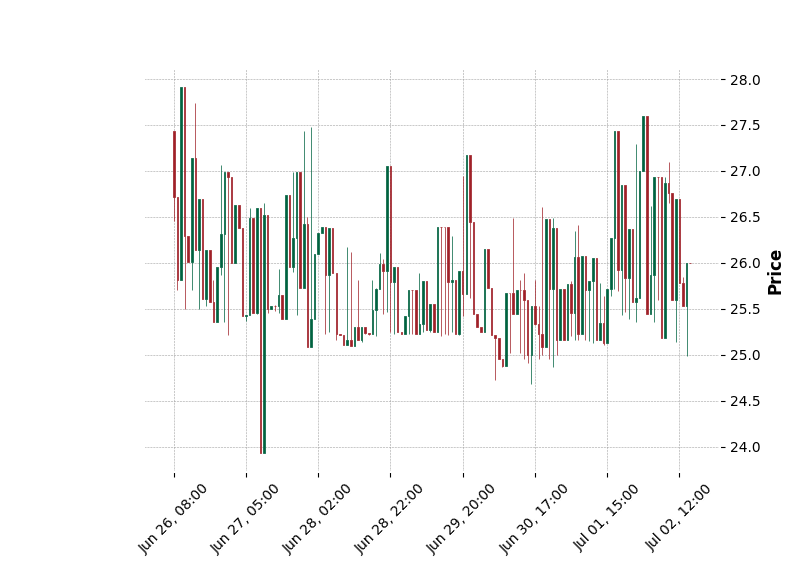 28.0
27.5
27.0
26.5
26.0
25.5
25.0
24.5
24.0
Price
Jun 26, 08:00
Jun 27, 05:00
Jun 28, 02:00
Jun 28, 22:00
Jun 29, 20:00
Jun 30, 17:00
Jul 01, 15:00
Jul 02, 12:00